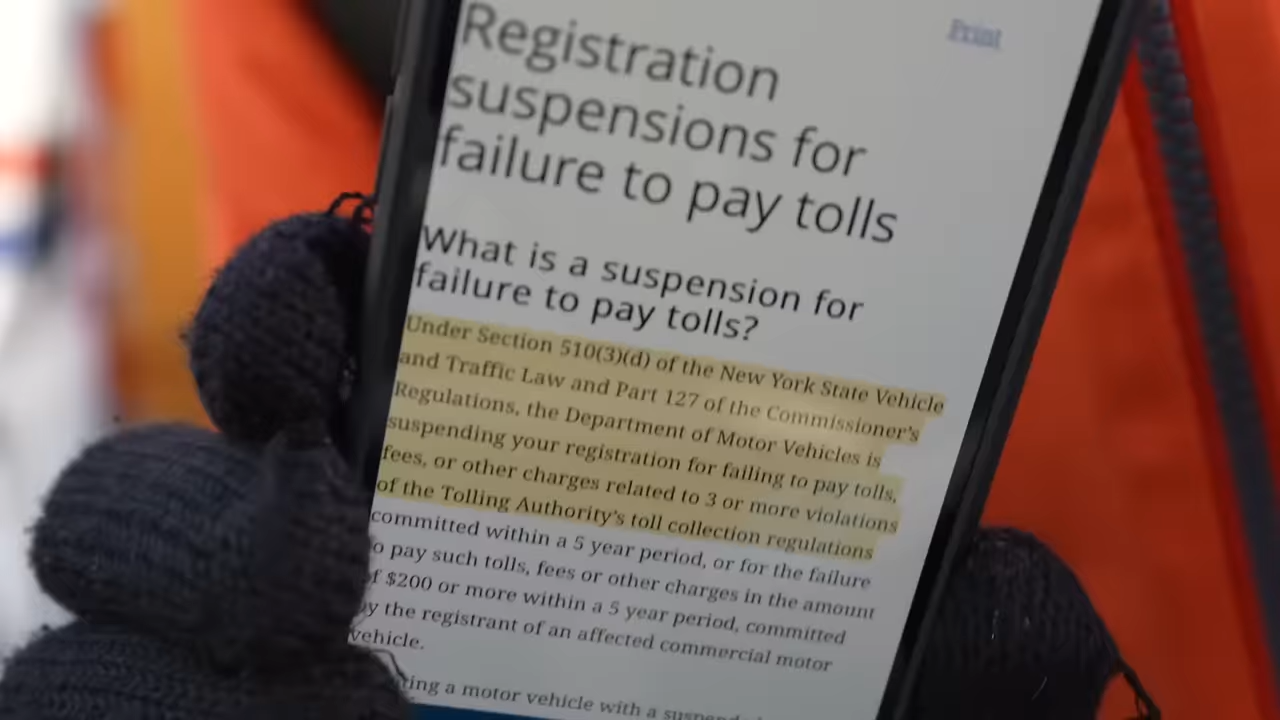 Print
Registration
suspensions for
failure to pay tolls
What is a suspension for
failure to pay tolls?
Under Section 510(3)(d) of the New York State Vehicle
and Traffic Law and Part 127 of the Commissioner's
Regulations, the Department of Motor Vehicles is
suspending your registration for failing to pay tolls,
fees, or other charges related to 3 or more violations
of the Tolling Authority's toll collection regulations
committed within a 5 year period, or for the failure
o pay such tolls, fees or other charges in the amount
f $200 or more within a 5 year period, committed
y the registrant of an affected commercial motor
vehicle.
ing a motor vehicle with a